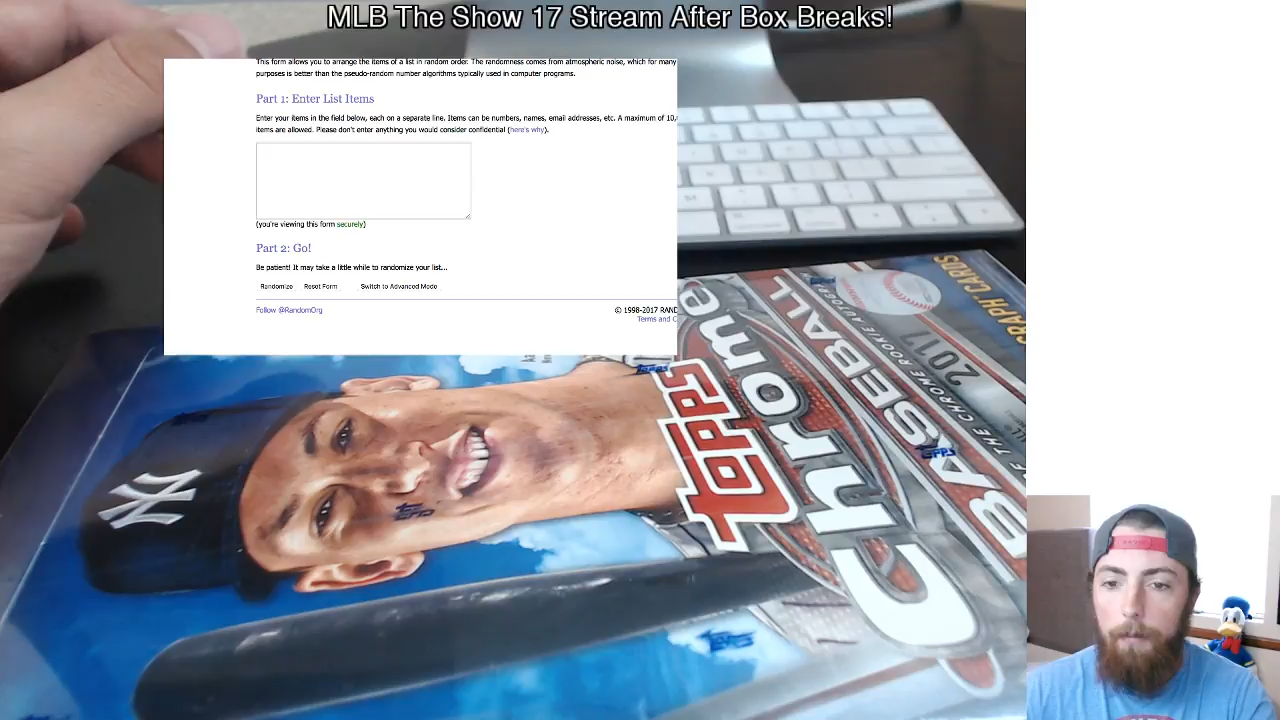 MLB The Show 17 Stream After Box Breaks!
This form allows you to arrange the items of a list in random order. The randomness comes from atmospheric noise, which for many
purposes is better than the pseudo-random number algorithms typically used in computer programs.
Part 1: Enter List Items
Enter your items in the field below, each on a separate line. Items can be numbers, names, email addresses, etc. A maximum of 10,
items are allowed. Please don't enter anything you would consider confidential (here's why).
(you're viewing this form securely)
Part 2: Go!
Be patient! It may take a little while to randomize your list...
Randomize Reset Form Switch to Advanced Mode
Follow @RandomOrg
© 1998-2017 RAND
Terms and C
topps
Chrome
BASEBALL
2017
NY
topps